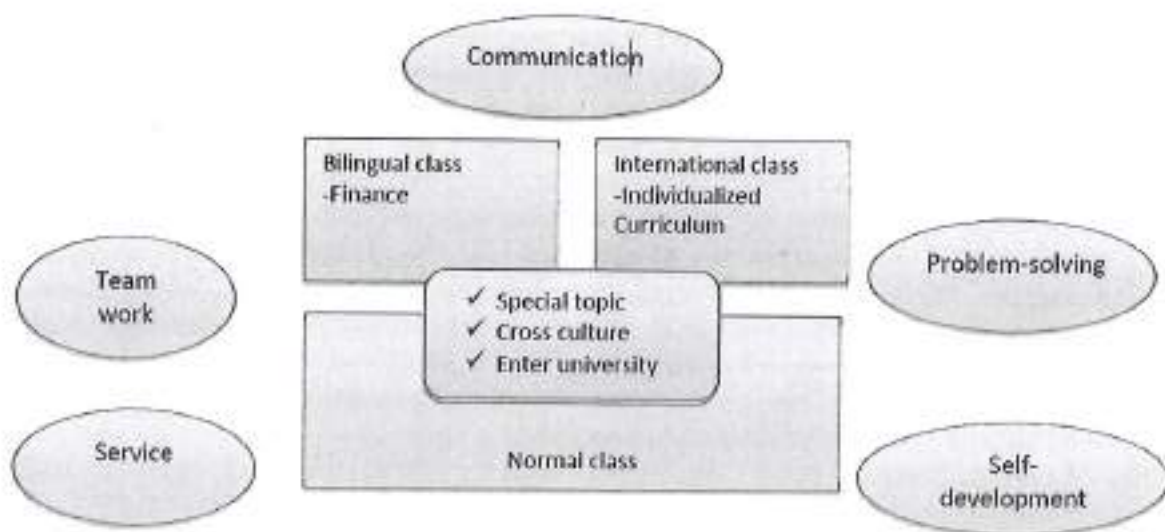 Communication
Bilingual class
-Finance
International class
-Individualized
Curriculum
Team
work
Problem-solving
✓ Special topic
✓ Cross culture
✓ Enter university
Service
Normal class
Self-
development